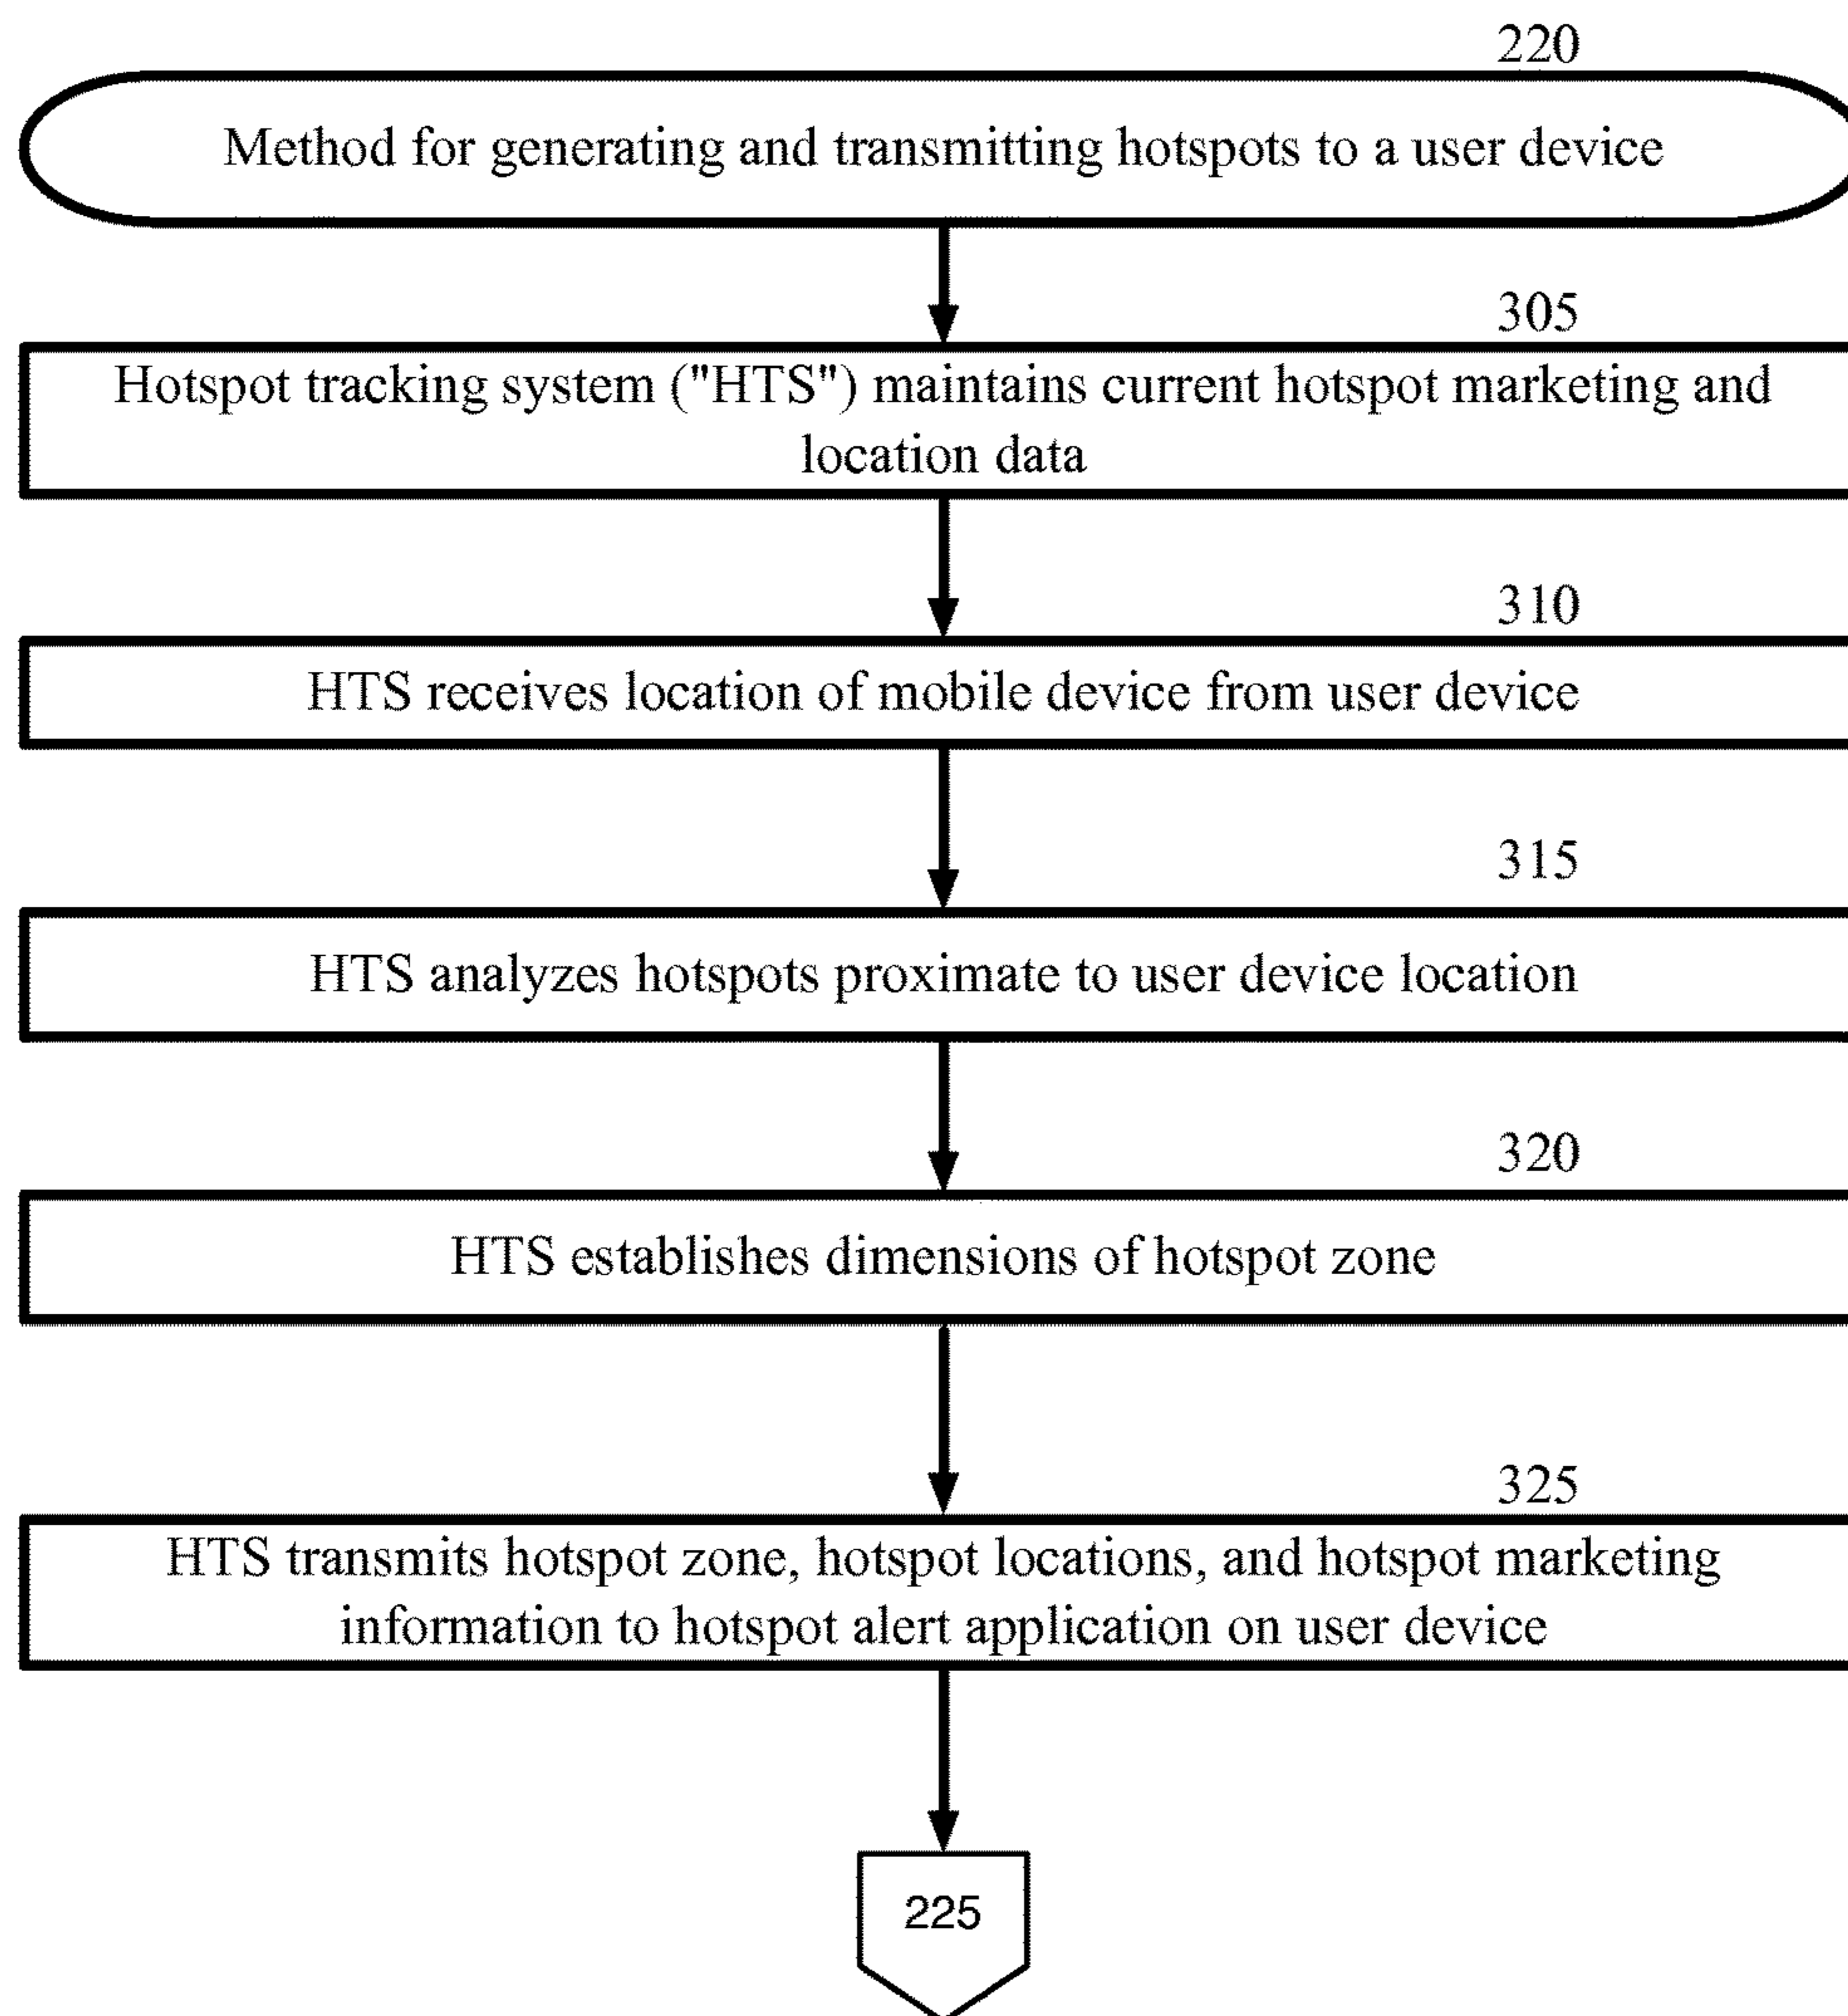 220
Method for generating and transmitting hotspots to a user device
305
Hotspot tracking system ("HTS") maintains current hotspot marketing and
location data
310
HTS receives location of mobile device from user device
315
HTS analyzes hotspots proximate to user device location
320
HTS establishes dimensions of hotspot zone
325
HTS transmits hotspot zone, hotspot locations, and hotspot marketing
information to hotspot alert application on user device
225